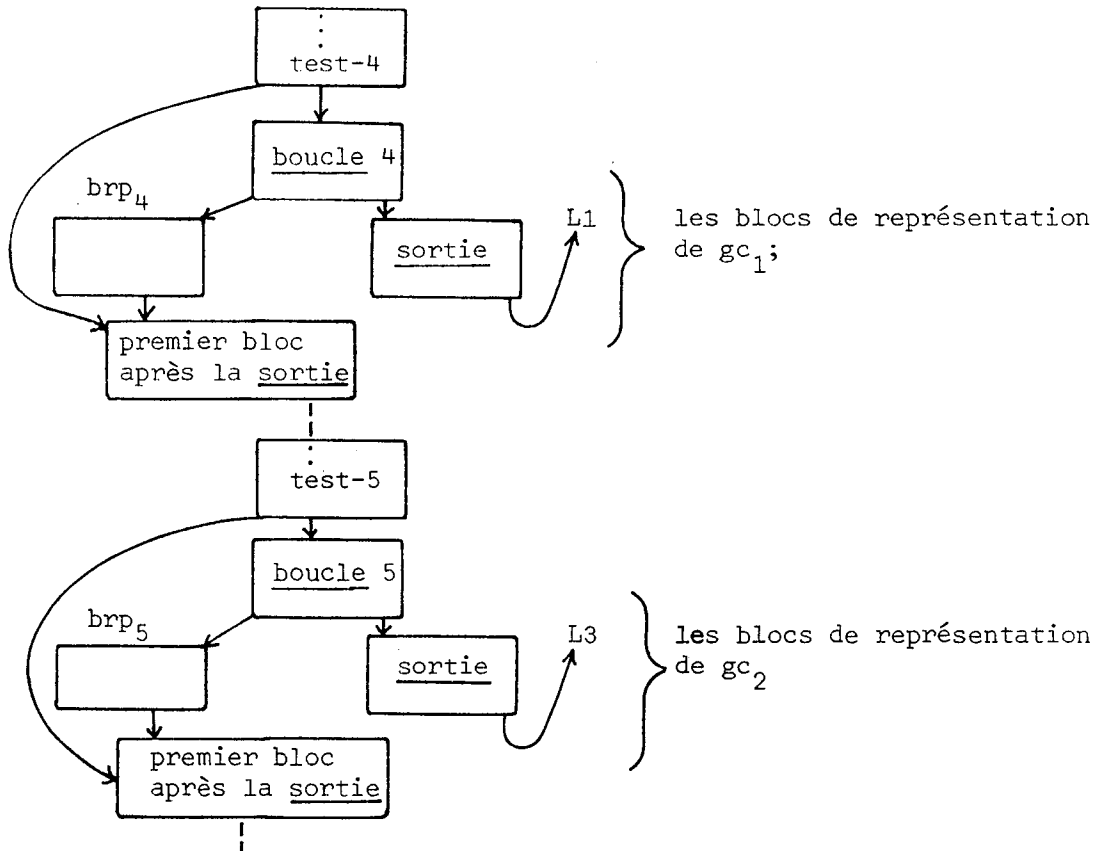 test-4
boucle 4
brp4
sortie
L1
les blocs de représentation
de gc1;
premier bloc
après la sortie
test-5
boucle 5
brp5
sortie
L3
les blocs de représentation
de gc2
premier bloc
après la sortie